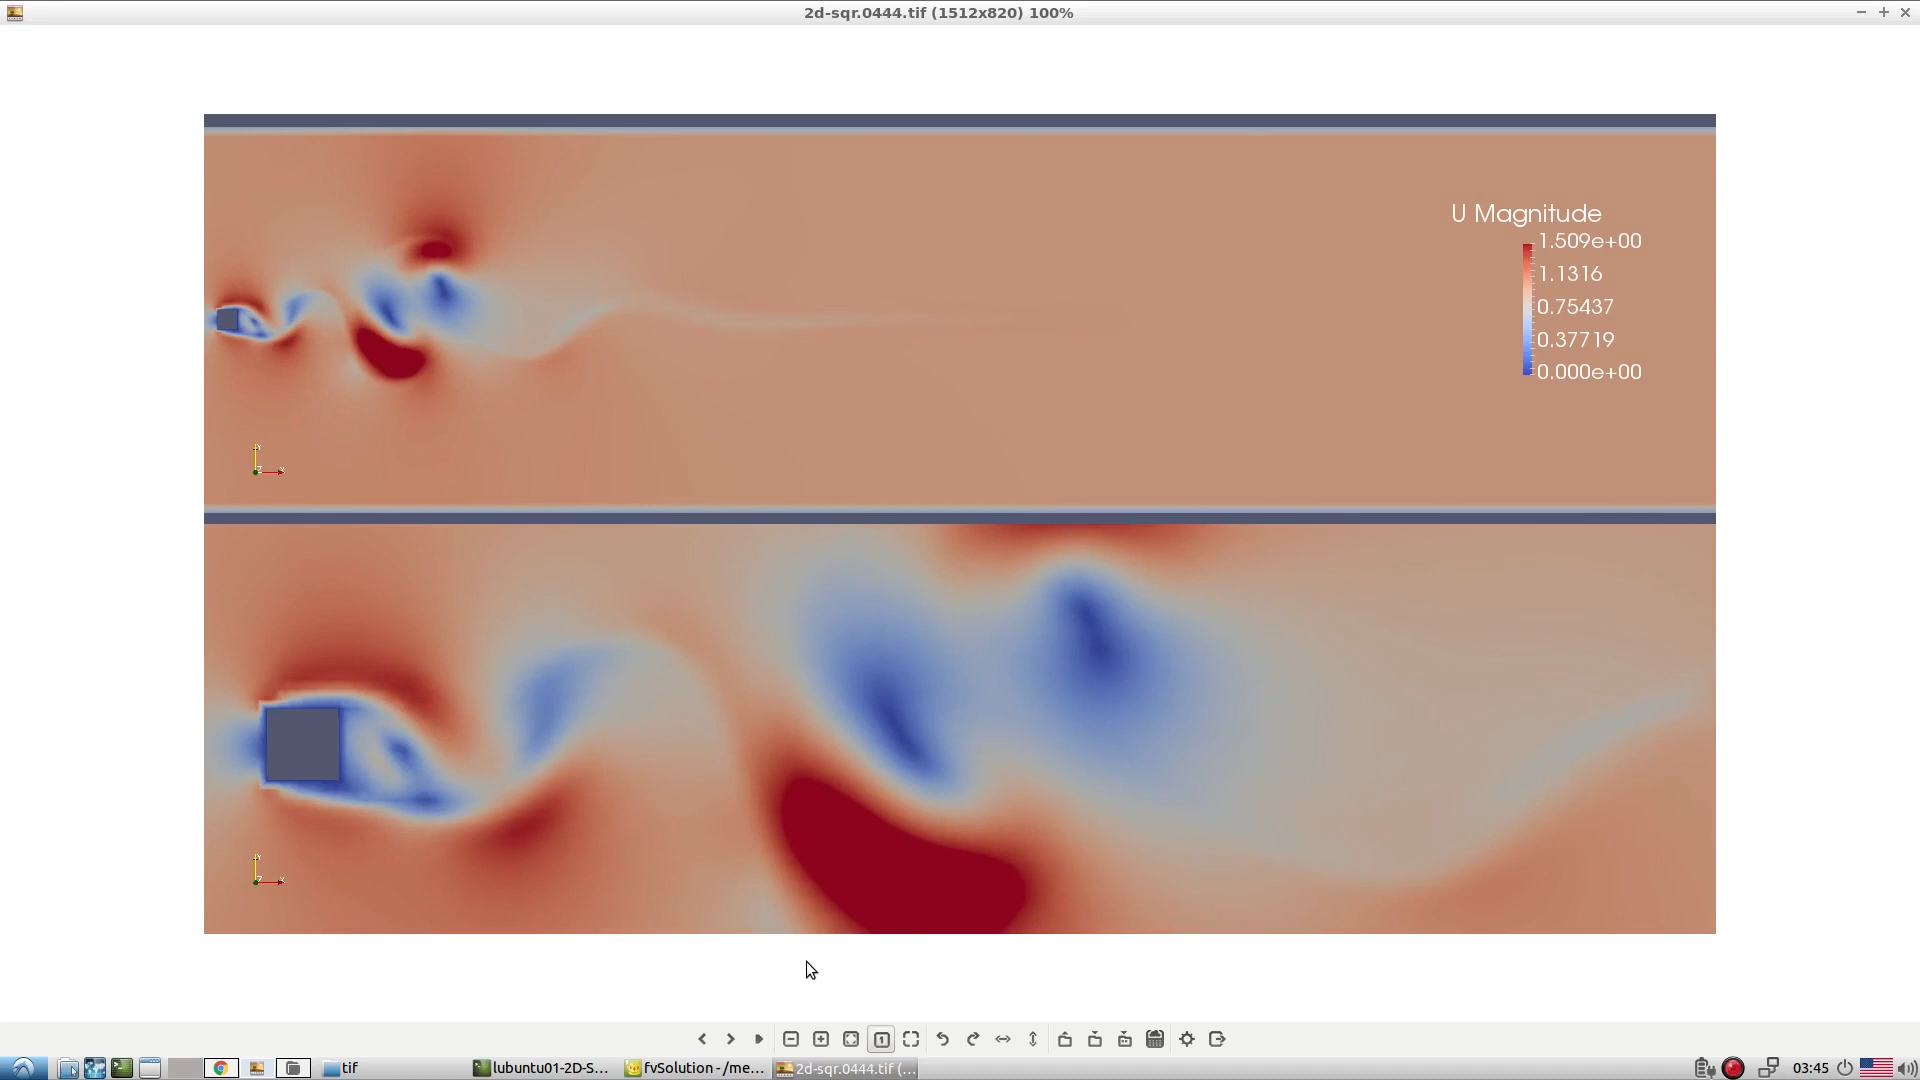 2d-sqr.0444.tif (1512x820) 100%
U Magnitude
1.509e+00
1.1316
0.75437
0.37719
0.000e+00
Y
Z
X
Y
Z
X
1
tif
lubuntu01-2D-S...
fvSolution - /me...
2d-sqr.0444.tif (...
03:45